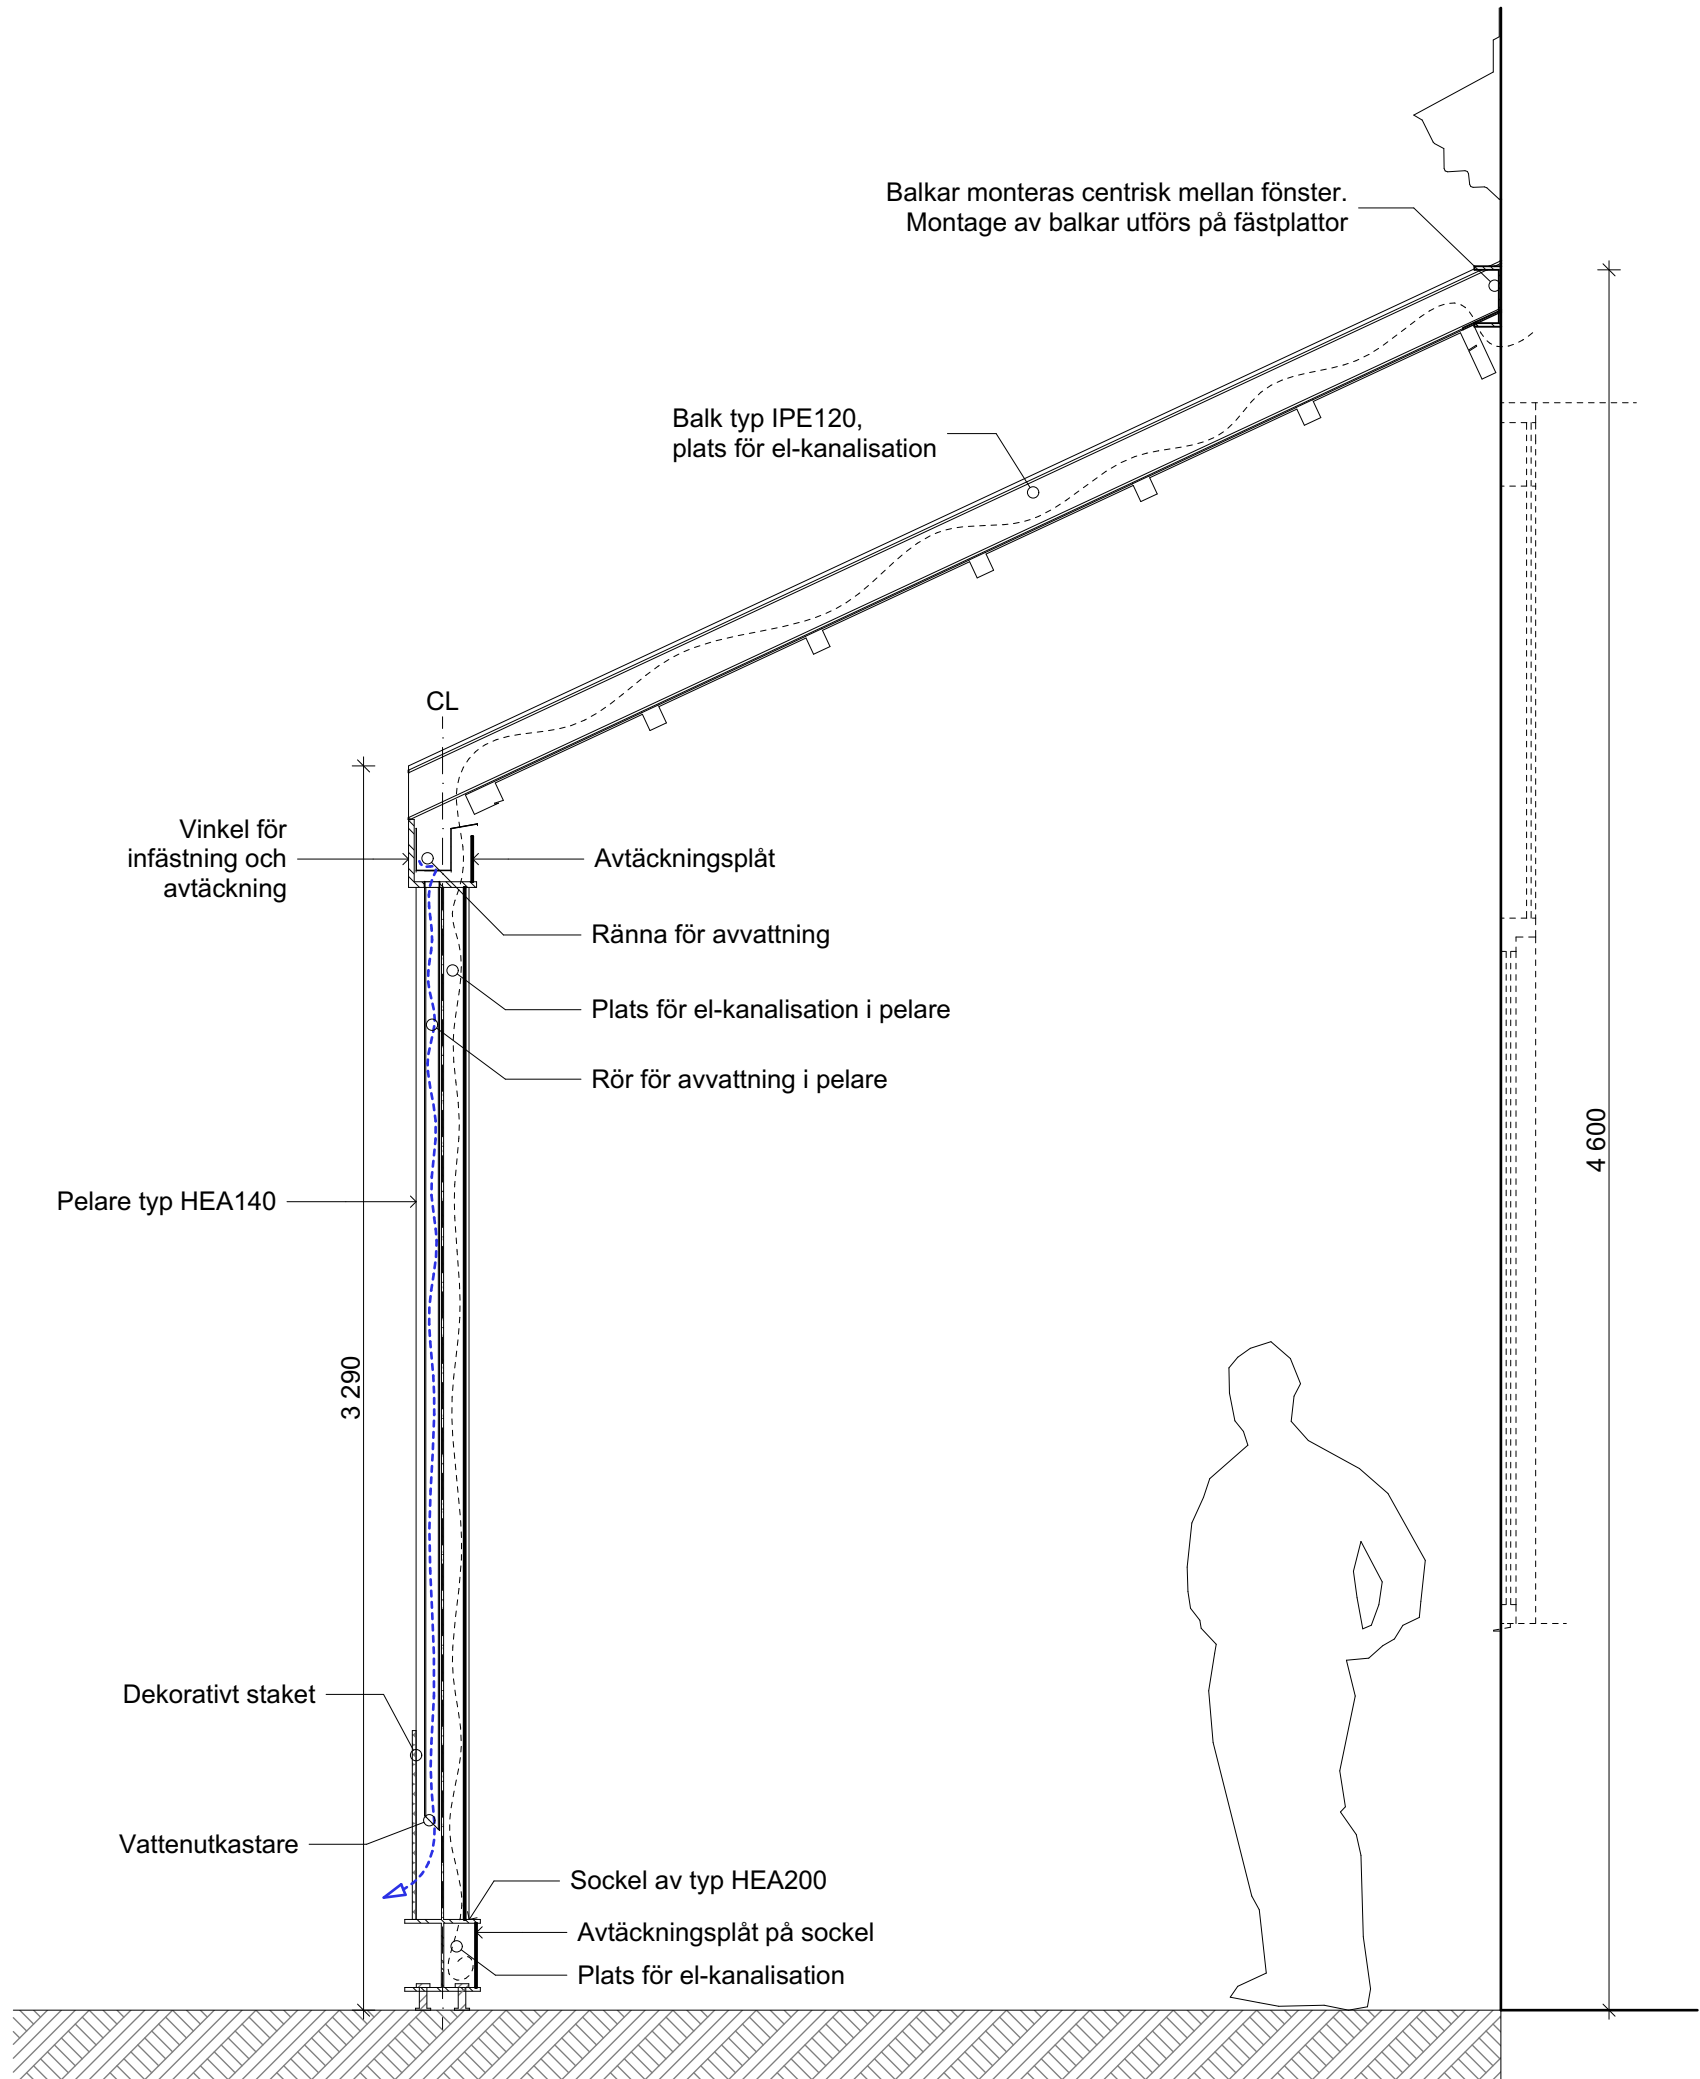 Balkar monteras centrisk mellan fönster.
Montage av balkar utförs på fästplattor
Balk typ IPE120,
plats för el-kanalisation
CL
Vinkel för
infästning och
avtäckning
Avtäckningsplåt
Ränna för avvattning
Plats för el-kanalisation i pelare
Rör för avvattning i pelare
4 600
Pelare typ HEA140
3 290
Dekorativt staket
Vattenutkastare
Sockel av typ HEA200
Avtäckningsplåt på sockel
Plats för el-kanalisation